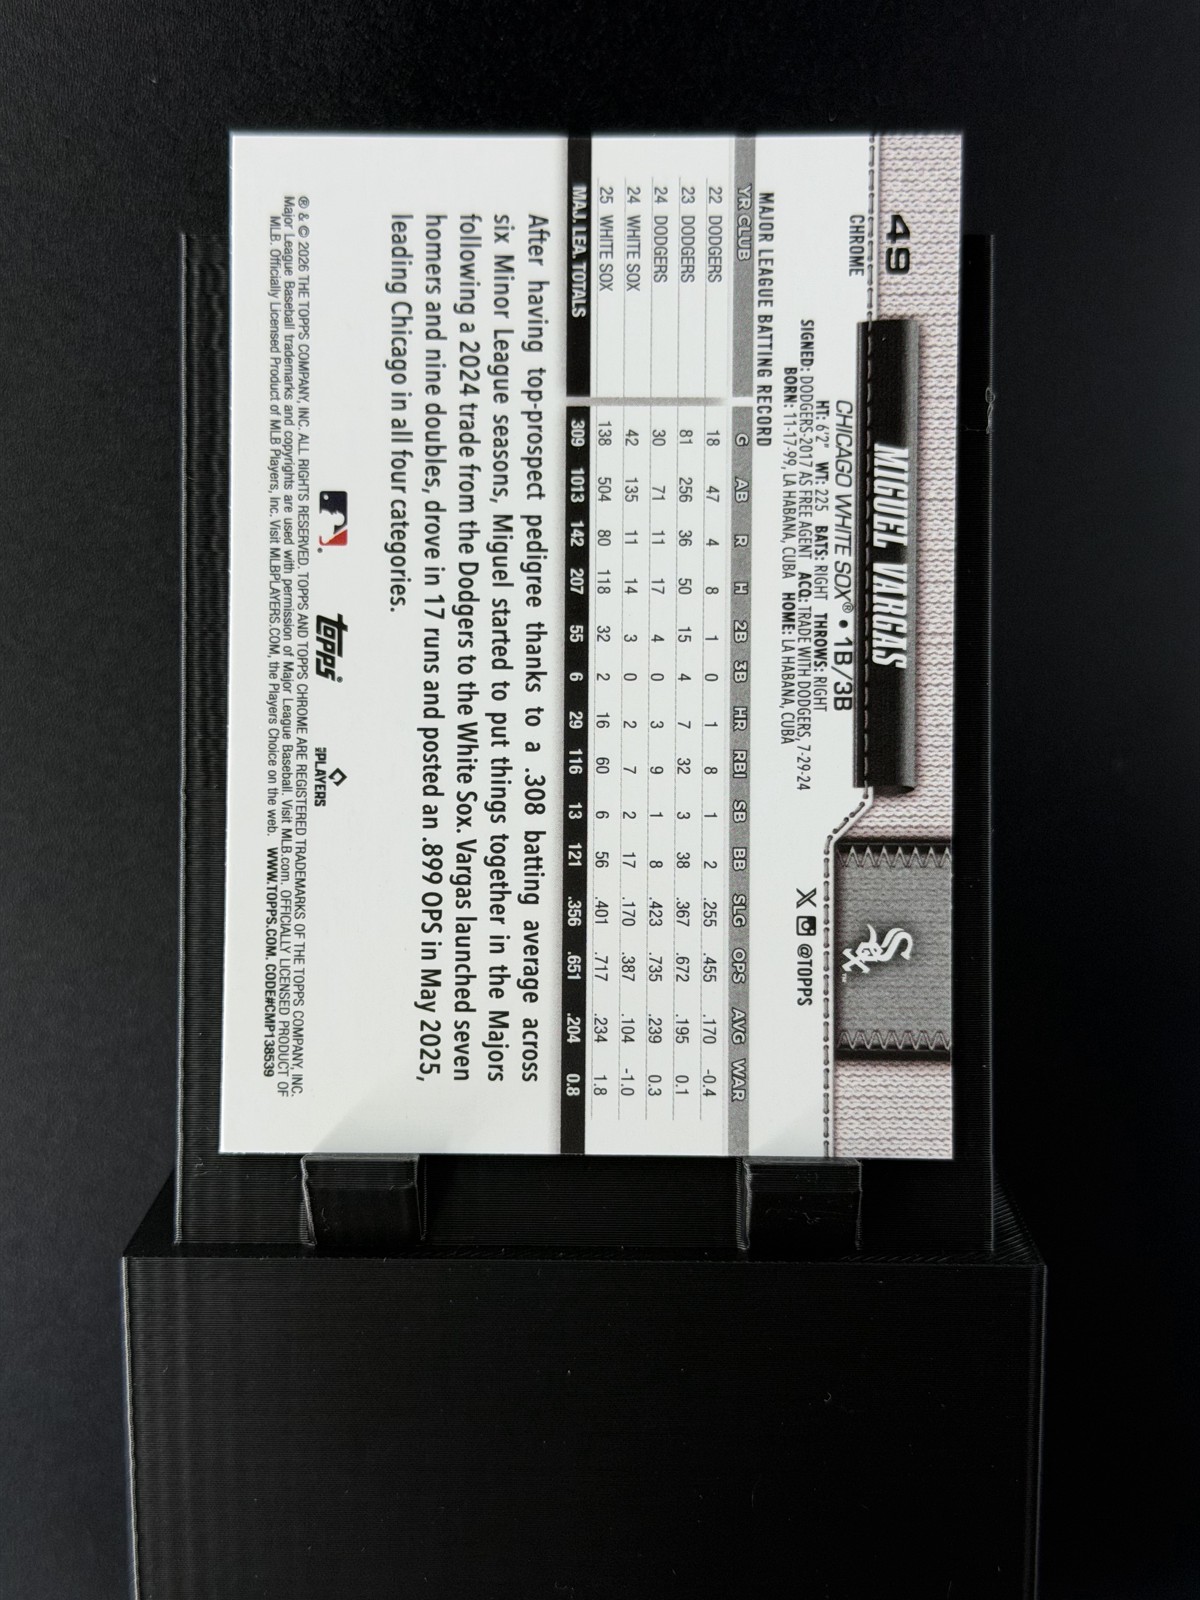 49
CHROME
MIGUEL VARGAS
CHICAGO WHITE SOX® • 1B/3B
HT: 6'2" WT: 225 BATS: RIGHT THROWS: RIGHT
SIGNED: DODGERS-2017 AS FREE AGENT ACQ: TRADE WITH DODGERS, 7-29-24
BORN: 11-17-99, LA HABANA, CUBA HOME: LA HABANA, CUBA
Sox
X @TOPPS
MAJOR LEAGUE BATTING RECORD
YR CLUB G AB R H 2B 3B HR RBI SB BB SLG OPS AVG WAR
22 DODGERS 18 47 4 8 1 0 1 8 1 2 .255 .455 .170 -0.4
23 DODGERS 81 256 36 50 15 4 7 32 3 38 .367 .672 .195 0.1
24 DODGERS 30 71 11 17 4 0 3 9 1 8 .423 .735 .239 0.3
24 WHITE SOX 42 135 11 14 3 0 2 7 2 17 .170 .387 .104 -1.0
25 WHITE SOX 138 504 80 118 32 2 16 60 6 56 .401 .717 .234 1.8
MAJ. LEA. TOTALS 309 1013 142 207 55 6 29 116 13 121 .356 .651 .204 0.8
After having top-prospect pedigree thanks to a .308 batting average across
six Minor League seasons, Miguel started to put things together in the Majors
following a 2024 trade from the Dodgers to the White Sox. Vargas launched seven
homers and nine doubles, drove in 17 runs and posted an .899 OPS in May 2025,
leading Chicago in all four categories.
topps®
MLB PLAYERS
® & © 2026 THE TOPPS COMPANY, INC. ALL RIGHTS RESERVED. TOPPS AND TOPPS CHROME ARE REGISTERED TRADEMARKS OF THE TOPPS COMPANY, INC.
Major League Baseball trademarks and copyrights are used with permission of Major League Baseball. Visit MLB.com. OFFICIALLY LICENSED PRODUCT OF
MLB. Officially Licensed Product of MLB Players, Inc. Visit MLBPLAYERS.COM, the Players Choice on the web. WWW.TOPPS.COM. CODE#CMP138539